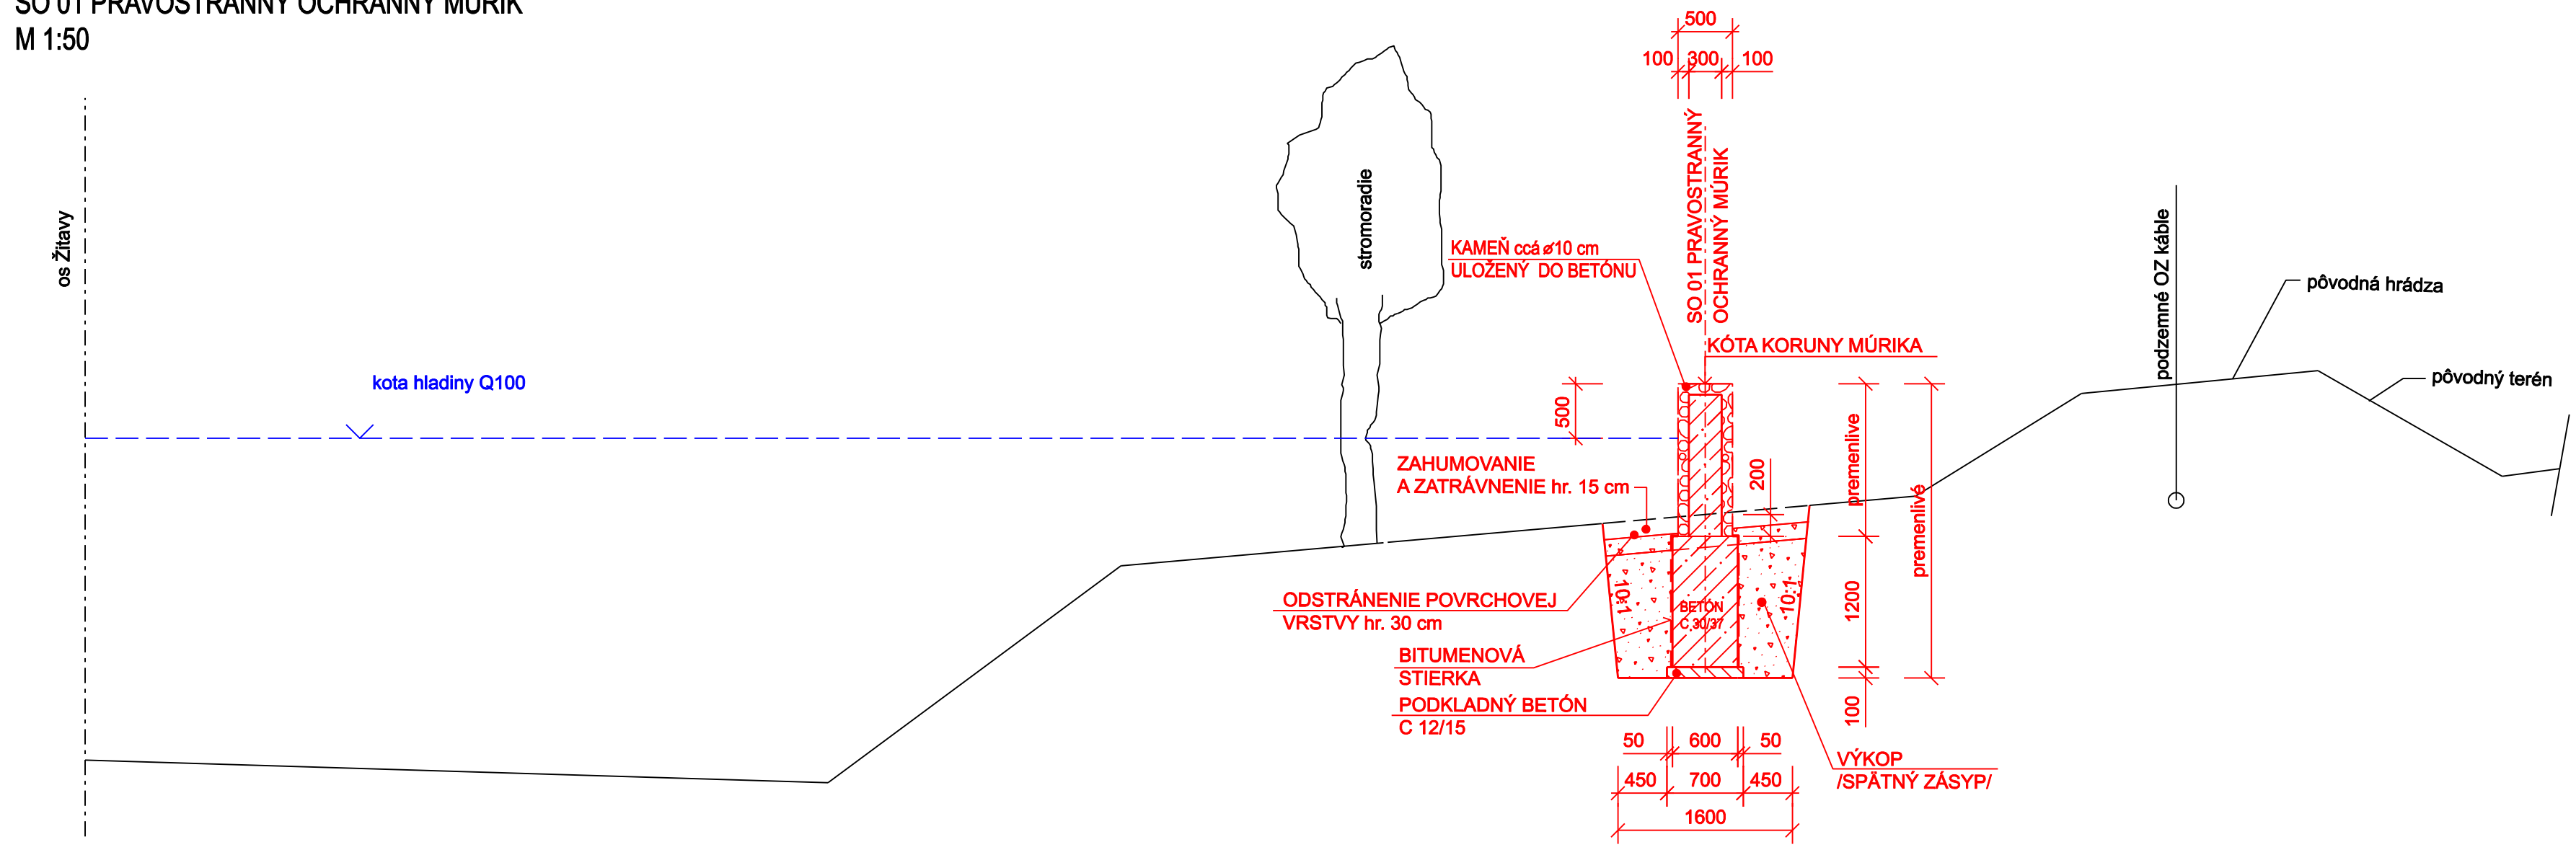 SO 01 PRAVOSTRANNÝ OCHRANNÝ MÚRIK
M 1:50
500
100 300 100
os Žitavy
kota hladiny Q100
stromoradie
SO 01 PRAVOSTRANNÝ
OCHRANNÝ MÚRIK
KAMEŇ ccá ø10 cm
ULOŽENÝ DO BETÓNU
KÓTA KORUNY MÚRIKA
podzemné OZ káble
pôvodná hrádza
pôvodný terén
500
ZAHUMOVANIE
A ZATRÁVNENIE hr. 15 cm
200
premenlive
premenlivé
ODSTRÁNENIE POVRCHOVEJ
VRSTVY hr. 30 cm
10:1
BETÓN
C 30/37
10:1
1200
BITUMENOVÁ
STIERKA
PODKLADNÝ BETÓN
C 12/15
100
50 600 50
450 700 450
1600
VÝKOP
/SPÄTNÝ ZÁSYP/